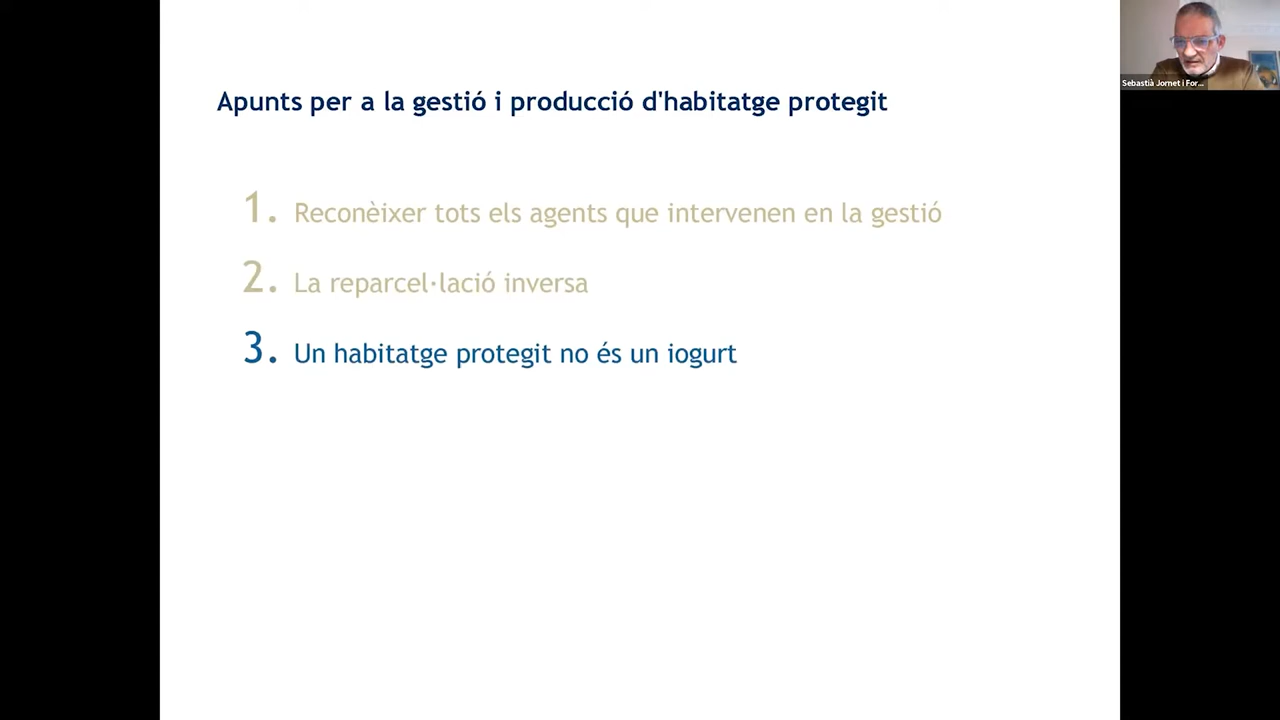 Apunts per a la gestió i producció d'habitatge protegit
1. Reconèixer tots els agents que intervenen en la gestió
2. La reparcel·lació inversa
3. Un habitatge protegit no és un iogurt
Sebastià Jornet i For...